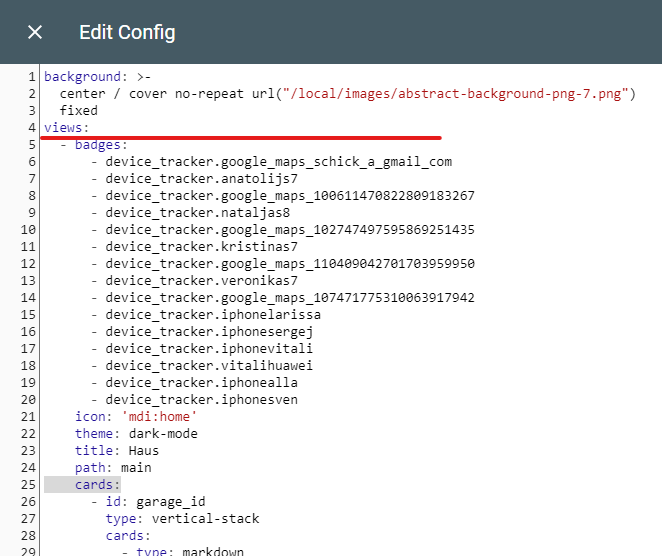 Edit Config
1 background: >-
2 center / cover no-repeat url("/local/images/abstract-background-png-7.png")
3 fixed
4 views:
5 - badges:
6 - device_tracker.google_maps_schick_a_gmail_com
7 - device_tracker.anatolijs7
8 - device_tracker.google_maps_100611470822809183267
9 - device_tracker.nataljas8
10 - device_tracker.google_maps_102747497595869251435
11 - device_tracker.kristinas7
12 - device_tracker.google_maps_110409042701703959950
13 - device_tracker.veronikas7
14 - device_tracker.google_maps_107471775310063917942
15 - device_tracker.iphonelarissa
16 - device_tracker.iphonesergej
17 - device_tracker.iphonevitali
18 - device_tracker.vitalihuawei
19 - device_tracker.iphonealla
20 - device_tracker.iphonesven
21 icon: 'mdi:home'
22 theme: dark-mode
23 title: Haus
24 path: main
25 cards:
26 - id: garage_id
27 type: vertical-stack
28 cards:
29 - type: markdown